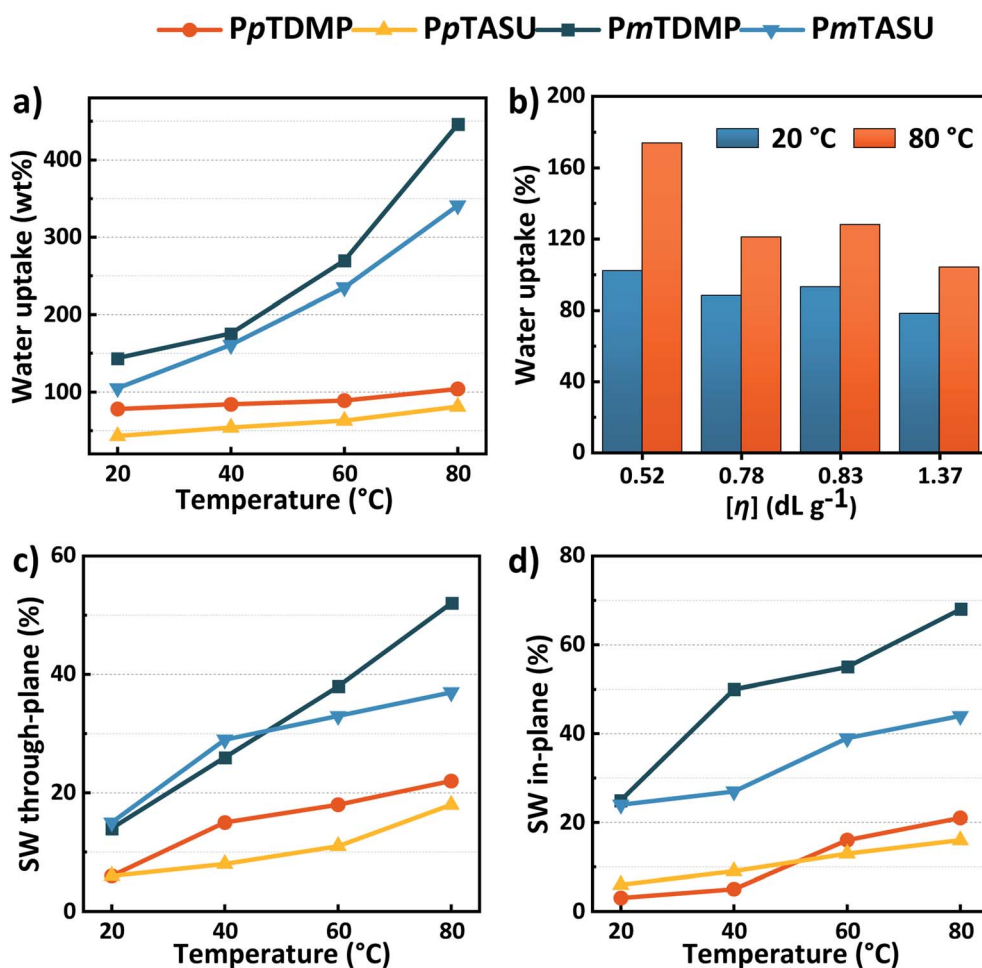 PpTDMP PpTASU PmTDMP PmTASU
a)
Water uptake (wt%)
400
300
200
100
20 40 60 80
Temperature (°C)
b)
20 °C 80 °C
Water uptake (%)
200
160
120
80
40
0
0.52 0.78 0.83 1.37
[η] (dL g-1)
c)
SW through-plane (%)
60
40
20
0
20 40 60 80
Temperature (°C)
d)
SW in-plane (%)
80
60
40
20
0
20 40 60 80
Temperature (°C)